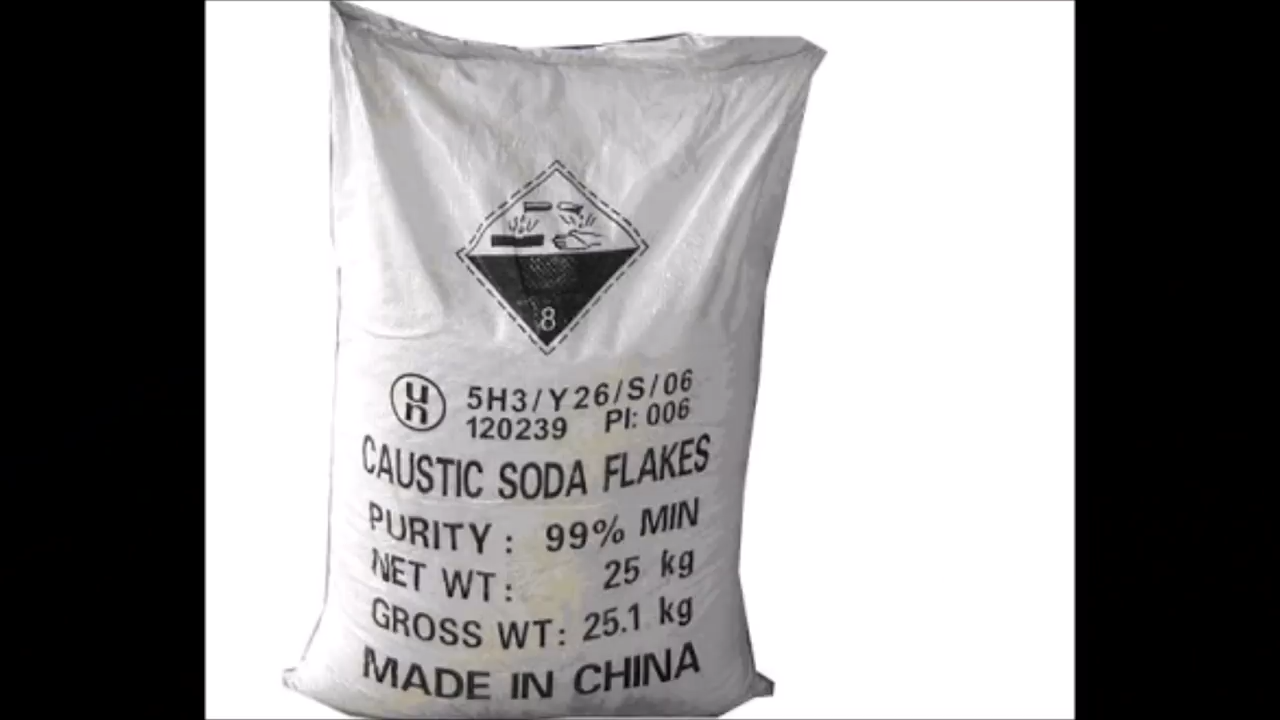 8
un
5H3/Y26/S/06
120239 PI: 006
CAUSTIC SODA FLAKES
PURITY: 99% MIN
NET WT: 25 kg
GROSS WT: 25.1 kg
MADE IN CHINA